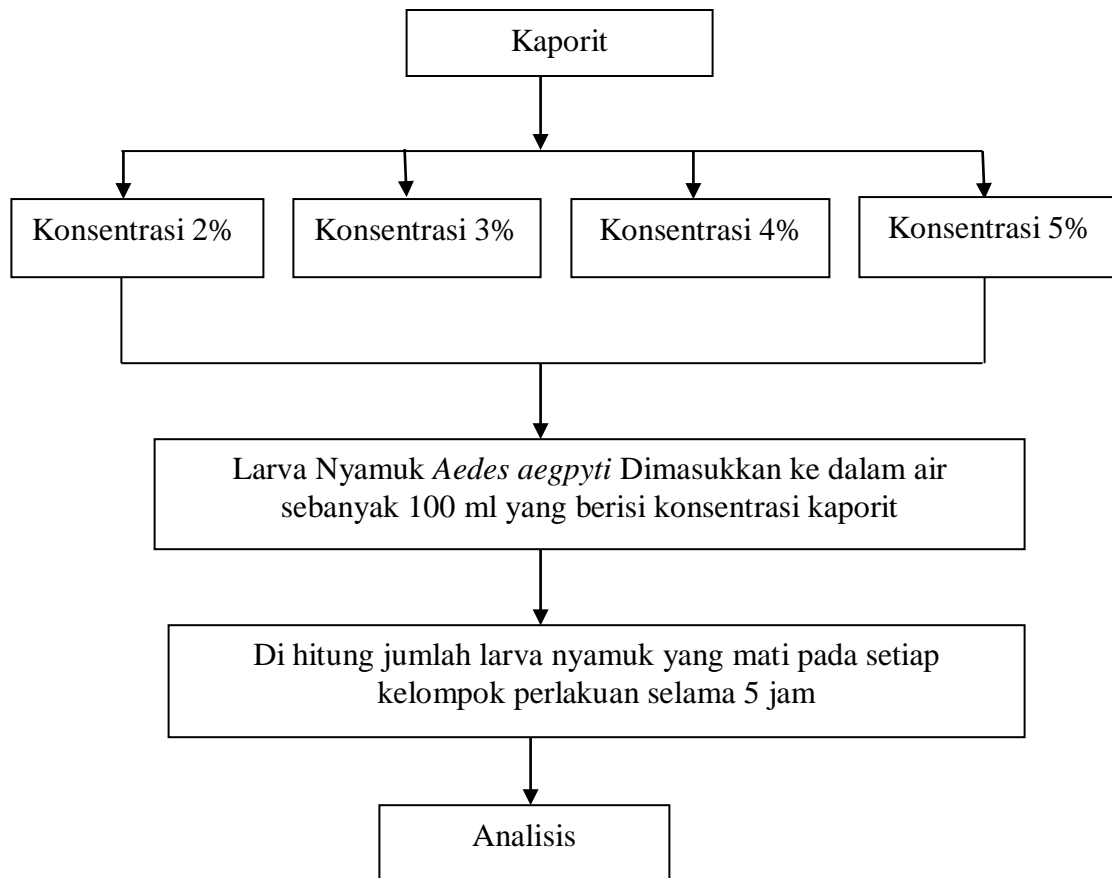 Kaporit
Konsentrasi 2%
Konsentrasi 3%
Konsentrasi 4%
Konsentrasi 5%
Larva Nyamuk Aedes aegpyti Dimasukkan ke dalam air
sebanyak 100 ml yang berisi konsentrasi kaporit
Di hitung jumlah larva nyamuk yang mati pada setiap
kelompok perlakuan selama 5 jam
Analisis